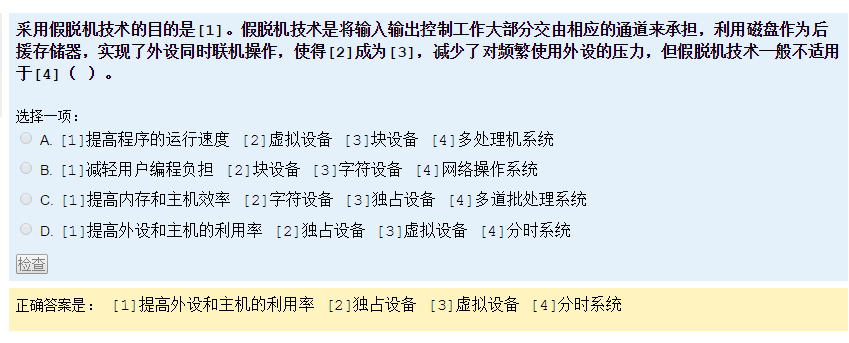 采用假脱机技术的目的是[1]。假脱机技术是将输入输出控制工作大部分交由相应的通道来承担，利用磁盘作为后
援存储器，实现了外设同时联机操作，使得[2]成为[3]，减少了对频繁使用外设的压力，但假脱机技术一般不适用
于[4]（ ）。
选择一项：
A. [1]提高程序的运行速度 [2]虚拟设备 [3]块设备 [4]多处理机系统
B. [1]减轻用户编程负担 [2]块设备 [3]字符设备 [4]网络操作系统
C. [1]提高内存和主机效率 [2]字符设备 [3]独占设备 [4]多道批处理系统
D. [1]提高外设和主机的利用率 [2]独占设备 [3]虚拟设备 [4]分时系统
检查
正确答案是： [1]提高外设和主机的利用率 [2]独占设备 [3]虚拟设备 [4]分时系统